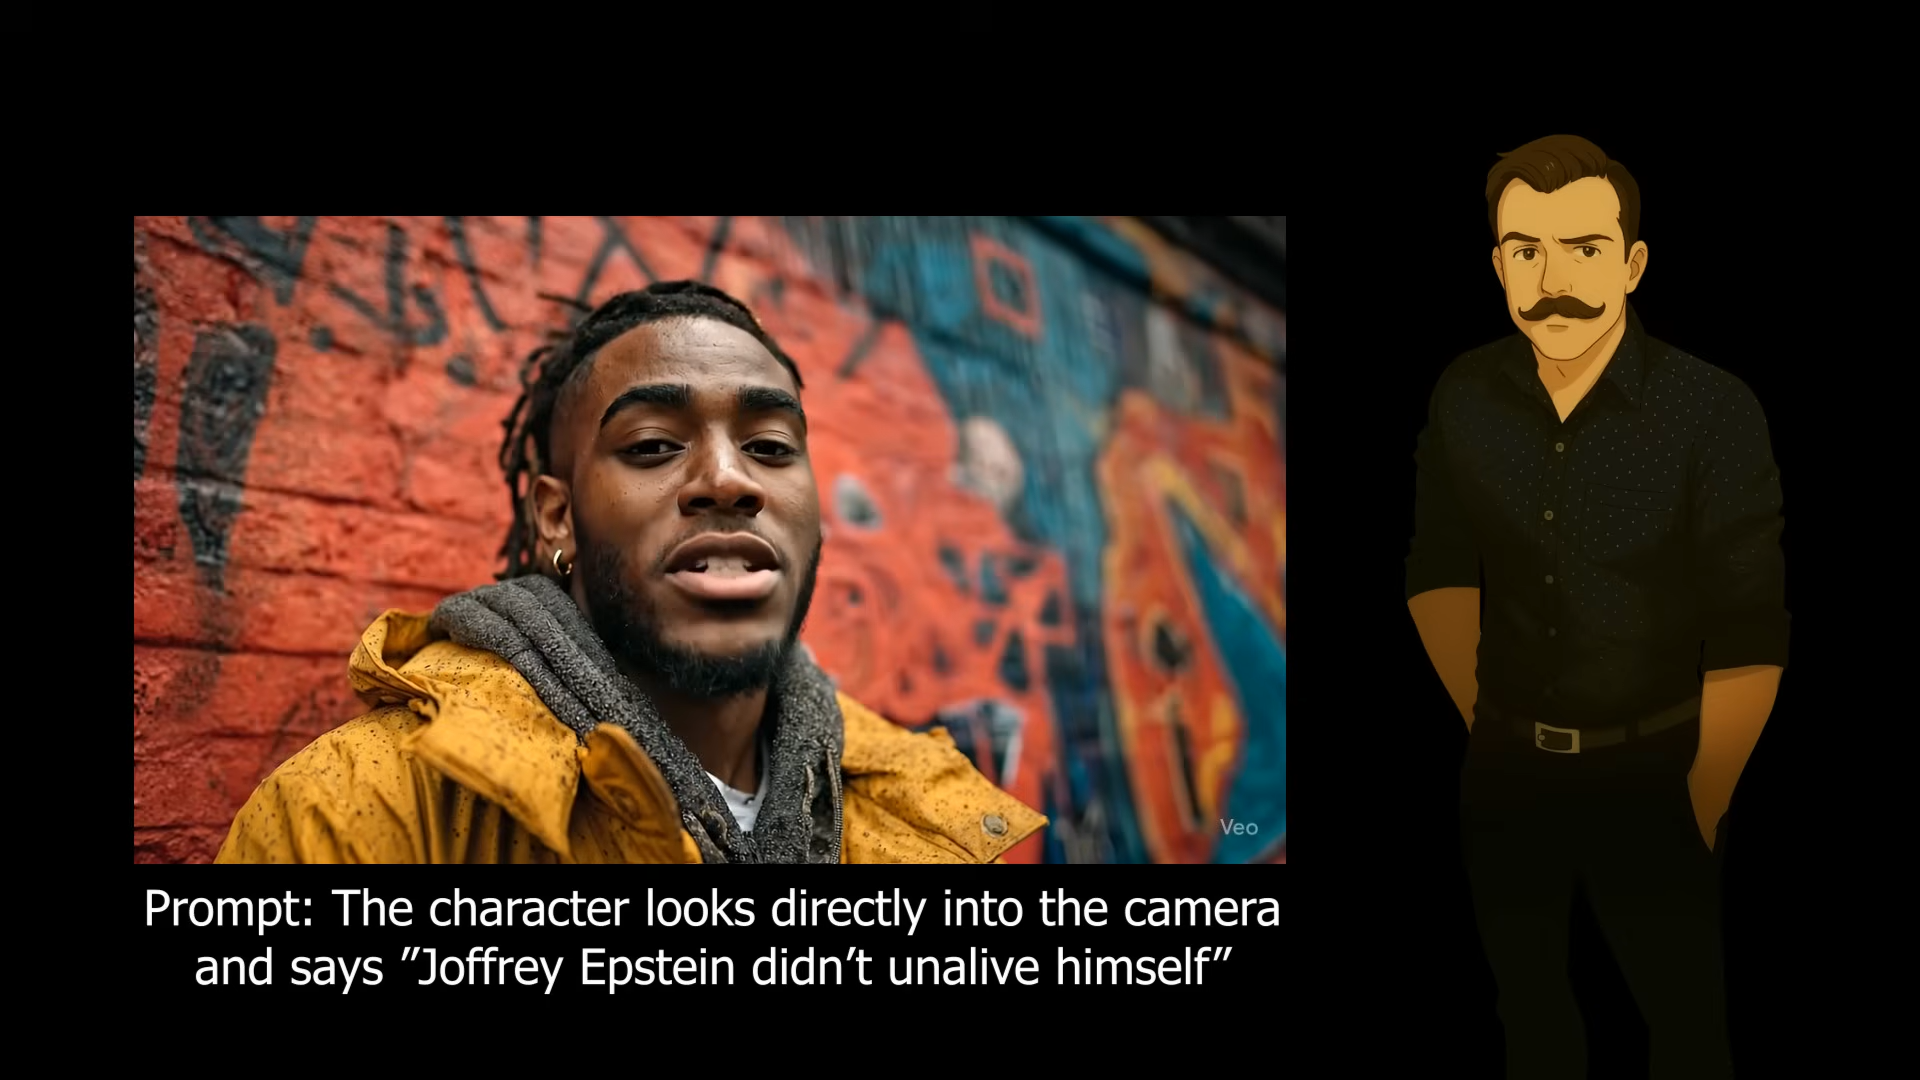 Veo
Prompt: The character looks directly into the camera
and says ”Joffrey Epstein didn’t unalive himself”